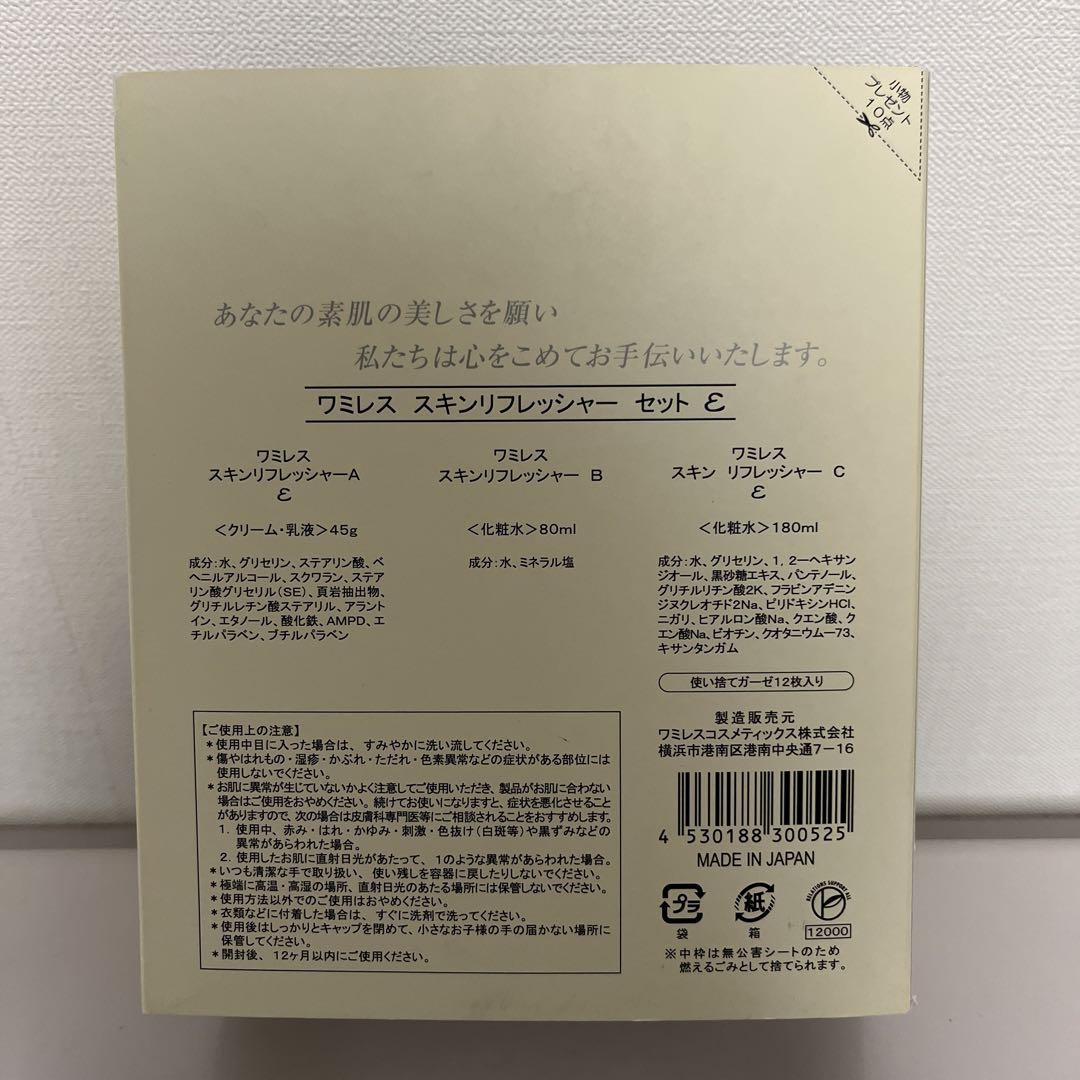 小物
プレゼント
10点
あなたの素肌の美しさを願い
私たちは心をこめてお手伝いいたします。
ワミレス スキンリフレッシャー セット ε
ワミレス
スキンリフレッシャーA
ε
<クリーム・乳液>45g
成分:水、グリセリン、ステアリン酸、ベ
ヘニルアルコール、スクワラン、ステア
リン酸グリセリル(SE)、頁岩抽出物、
グリチルレチン酸ステアリル、アラント
イン、エタノール、酸化鉄、AMPD、エ
チルパラベン、ブチルパラベン
ワミレス
スキンリフレッシャー B
<化粧水>80ml
成分:水、ミネラル塩
ワミレス
スキン リフレッシャー C
ε
<化粧水>180ml
成分:水、グリセリン、1,2ーヘキサン
ジオール、黒砂糖エキス、パンテノール、
グリチルリチン酸2K、フラビンアデニン
ジヌクレオチド2Na、ピリドキシンHCl、
ニガリ、ヒアルロン酸Na、クエン酸、ク
エン酸Na、ビオチン、クオタニウムー73、
キサンタンガム
使い捨てガーゼ12枚入り
【ご使用上の注意】
*使用中目に入った場合は、すみやかに洗い流してください。
*傷やはれもの・湿疹・かぶれ・ただれ・色素異常などの症状がある部位には
使用しないでください。
*お肌に異常が生じていないかよく注意してご使用いただき、製品がお肌に合わない
場合はご使用をおやめください。続けてお使いになりますと、症状を悪化させること
がありますので、次の場合は皮膚科専門医等にご相談されることをおすすめします。
1. 使用中、赤み・はれ・かゆみ・刺激・色抜け(白斑等)や黒ずみなどの
異常があらわれた場合。
2. 使用したお肌に直射日光があたって、1のような異常があらわれた場合。
*いつも清潔な手で取り扱い、使い残しを容器に戻したりしないでください。
*極端に高温・高湿の場所、直射日光のあたる場所には保管しないでください。
*使用方法以外でのご使用はおやめください。
*衣類などに付着した場合は、すぐに洗剤で洗ってください。
*使用後はしっかりとキャップを閉めて、小さなお子様の手の届かない場所に
保管してください。
*開封後、12ヶ月以内にご使用ください。
製造販売元
ワミレスコスメティックス株式会社
横浜市港南区港南中央通7-16
4 530188 300525
MADE IN JAPAN
プラ
袋
紙
箱
RELATIONS SUPPORT ALL
12000
※中枠は無公害シートのため
燃えるごみとして捨てられます。